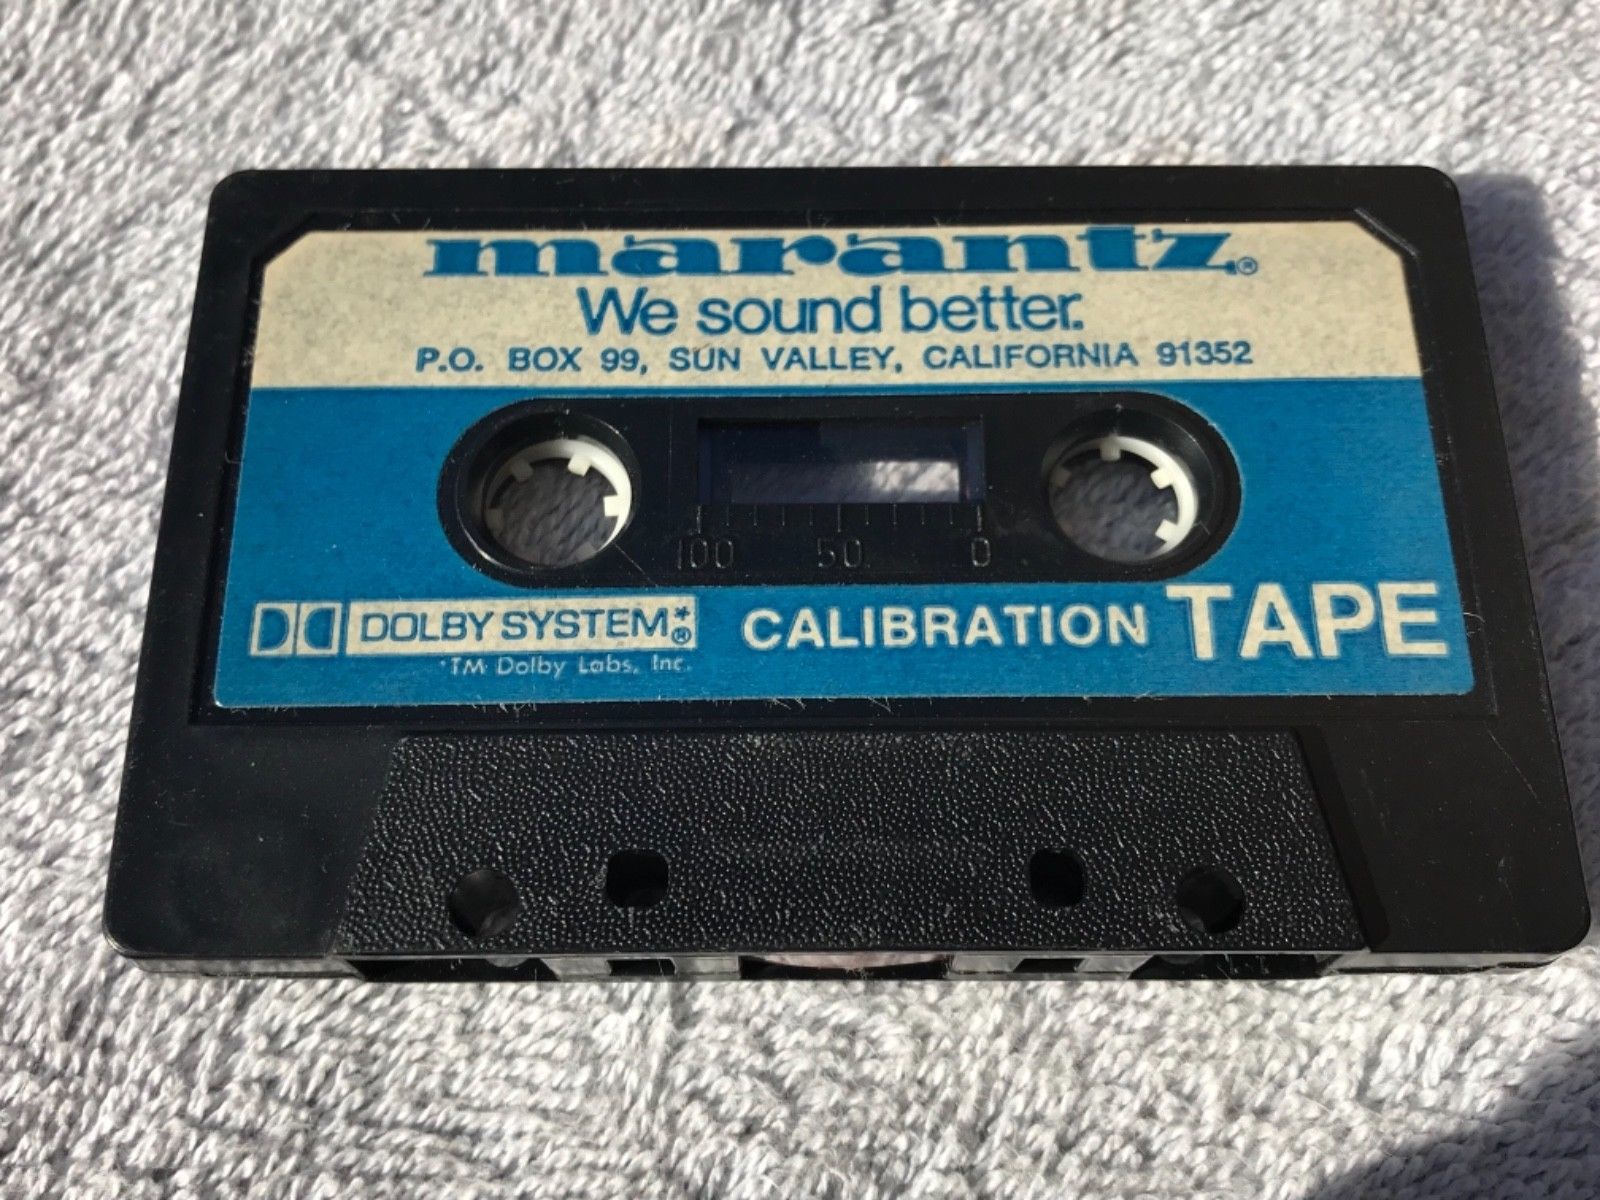 marantz.®
We sound better.
P.O. BOX 99, SUN VALLEY, CALIFORNIA 91352
100 50 0
DOLBY SYSTEM*®
*TM Dolby Labs, Inc.
CALIBRATION TAPE